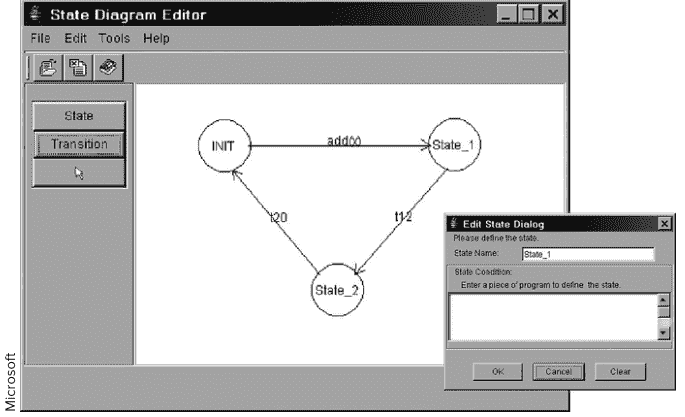 State Diagram Editor
File Edit Tools Help
State
Transition
INIT
add()()
State_1
t20
t12
State_2
Edit State Dialog
Please define the state.
State Name: State_1
State Condition:
Enter a piece of program to define the state.
OK Cancel Clear
Microsoft